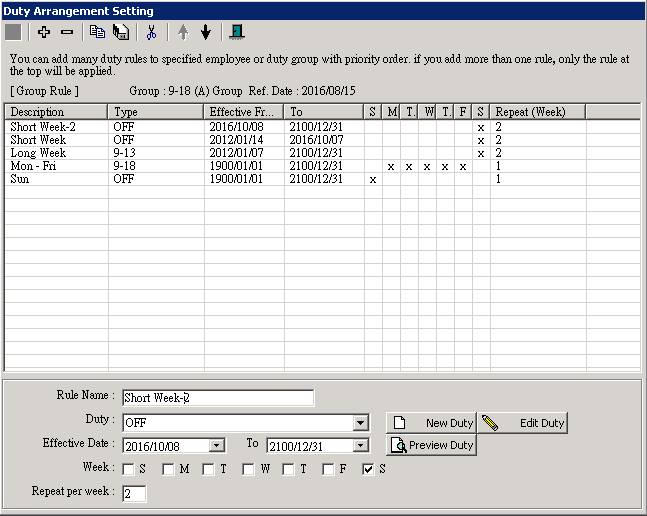 Duty Arrangement Setting
You can add many duty rules to specified employee or duty group with priority order. if you add more than one rule, only the rule at
the top will be applied.
[ Group Rule ] Group : 9-18 (A) Group Ref. Date : 2016/08/15
Description Type Effective Fr... To S M T. W T. F S Repeat (Week)
Short Week-2 OFF 2016/10/08 2100/12/31 x 2
Short Week OFF 2012/01/14 2016/10/07 x 2
Long Week 9-13 2012/01/07 2100/12/31 x 2
Mon - Fri 9-18 1900/01/01 2100/12/31 x x x x x 1
Sun OFF 1900/01/01 2100/12/31 x 1
Rule Name : Short Week-2
Duty : OFF New Duty Edit Duty
Effective Date : 2016/10/08 To 2100/12/31 Preview Duty
Week : S M T W T F S
Repeat per week : 2